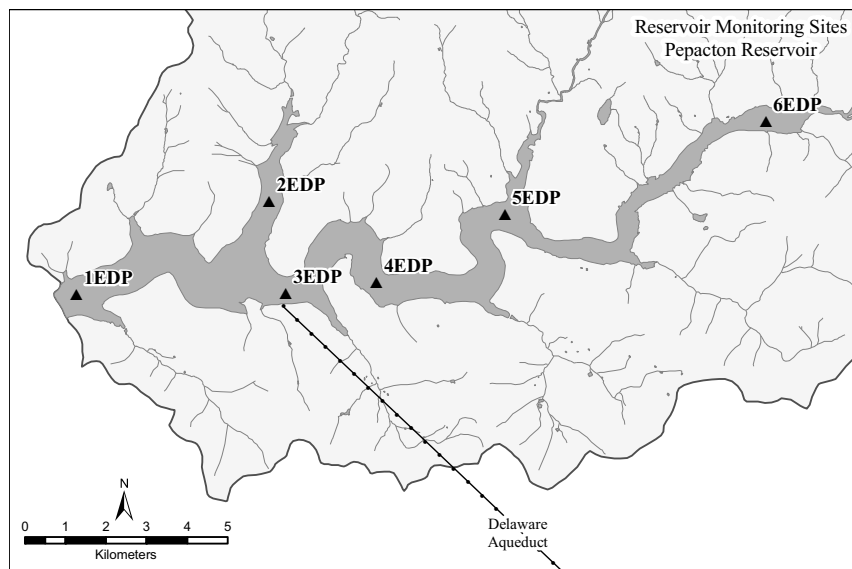 Reservoir Monitoring Sites
Pepacton Reservoir
6EDP
2EDP
5EDP
4EDP
1EDP
3EDP
N
Delaware
Aqueduct
0 1 2 3 4 5
Kilometers